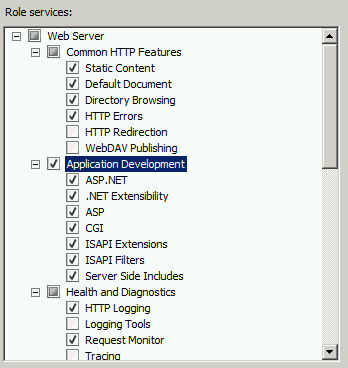 Role services:
Web Server
Common HTTP Features
Static Content
Default Document
Directory Browsing
HTTP Errors
HTTP Redirection
WebDAV Publishing
Application Development
ASP.NET
.NET Extensibility
ASP
CGI
ISAPI Extensions
ISAPI Filters
Server Side Includes
Health and Diagnostics
HTTP Logging
Logging Tools
Request Monitor
Tracing